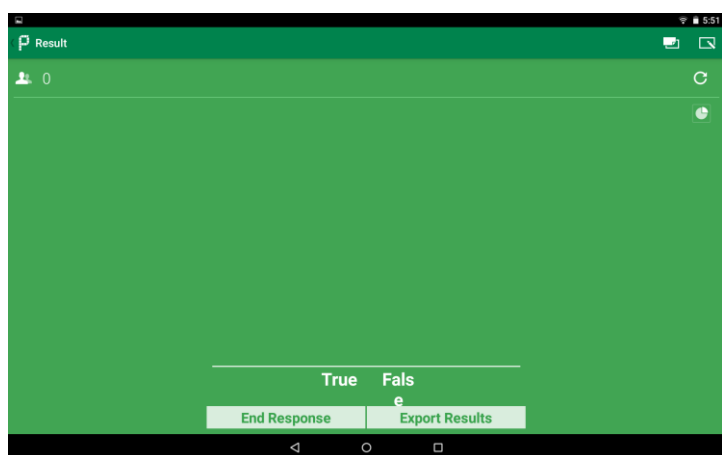 5:51
Result
0
True Fals
e
End Response Export Results